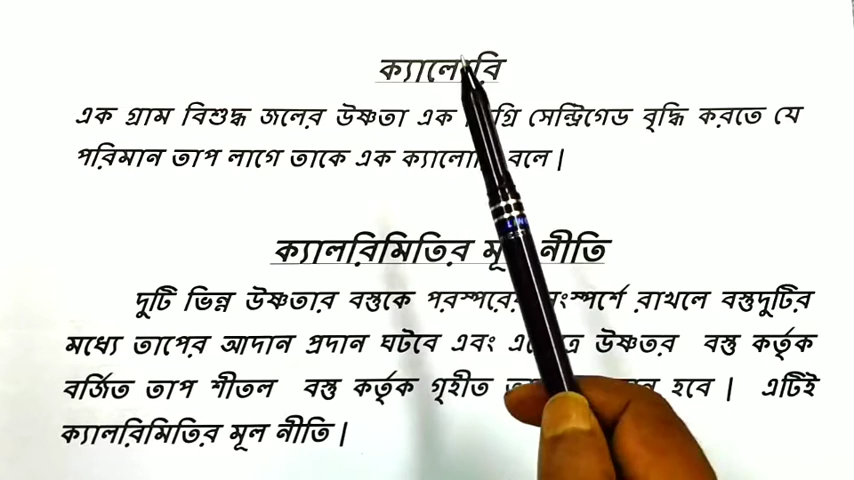 ক্যালোরি
এক গ্রাম বিশুদ্ধ জলের উষ্ণতা এক সেন্ট্রিগেড বৃদ্ধি করতে যে
পরিমান তাপ লাগে তাকে এক বলে |
ক্যালরিমিতির মূল নীতি
দুটি ভিন্ন উষ্ণতার বস্তুকে পরস্পরের সংস্পর্শে রাখলে বস্তুদুটির
মধ্যে তাপের আদান প্রদান ঘটবে এবং উষ্ণতর বস্তু কর্তৃক
বর্জিত তাপ শীতল বস্তু কর্তৃক গৃহীত হবে | এটিই
ক্যালরিমিতির মূল নীতি |